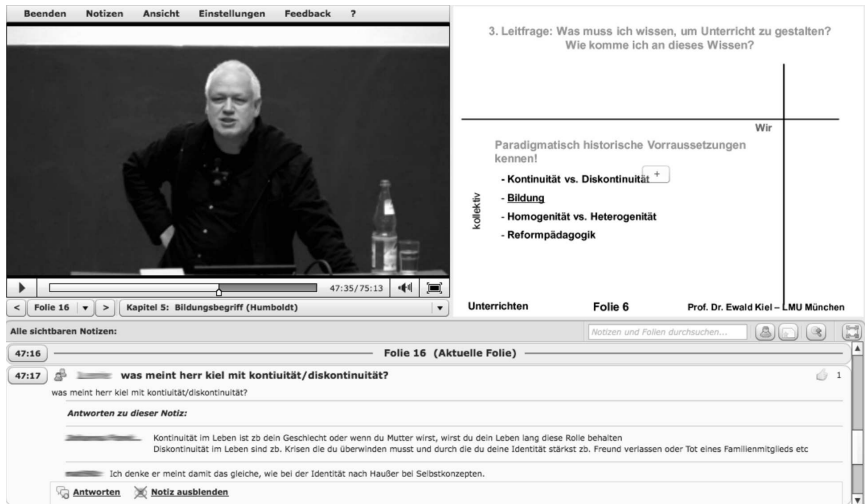 Beenden Notizen Ansicht Einstellungen Feedback ?
3. Leitfrage: Was muss ich wissen, um Unterricht zu gestalten?
Wie komme ich an dieses Wissen?
Wir
Paradigmatisch historische Vorraussetzungen
kennen!
- Kontinuität vs. Diskontinuität
+
- Bildung
- Homogenität vs. Heterogenität
- Reformpädagogik
kollektiv
Unterrichten Folie 6 Prof. Dr. Ewald Kiel – LMU München
47:35/75:13
< Folie 16 > Kapitel 5: Bildungsbegriff (Humboldt)
Alle sichtbaren Notizen:
Notizen und Folien durchsuchen...
47:16 Folie 16 (Aktuelle Folie)
47:17 was meint herr kiel mit kontiuität/diskontinuität? 1
was meint herr kiel mit kontiuität/diskontinuität?
Antworten zu dieser Notiz:
Kontinuität im Leben ist zb dein Geschlecht oder wenn du Mutter wirst, wirst du dein Leben lang diese Rolle behalten
Diskontinuität im Leben sind zb. Krisen die du überwinden musst und durch die du deine Identität stärkst zb. Freund verlassen oder Tot eines Familienmitglieds etc
Ich denke er meint damit das gleiche, wie bei der Identität nach Haußer bei Selbstkonzepten.
Antworten Notiz ausblenden